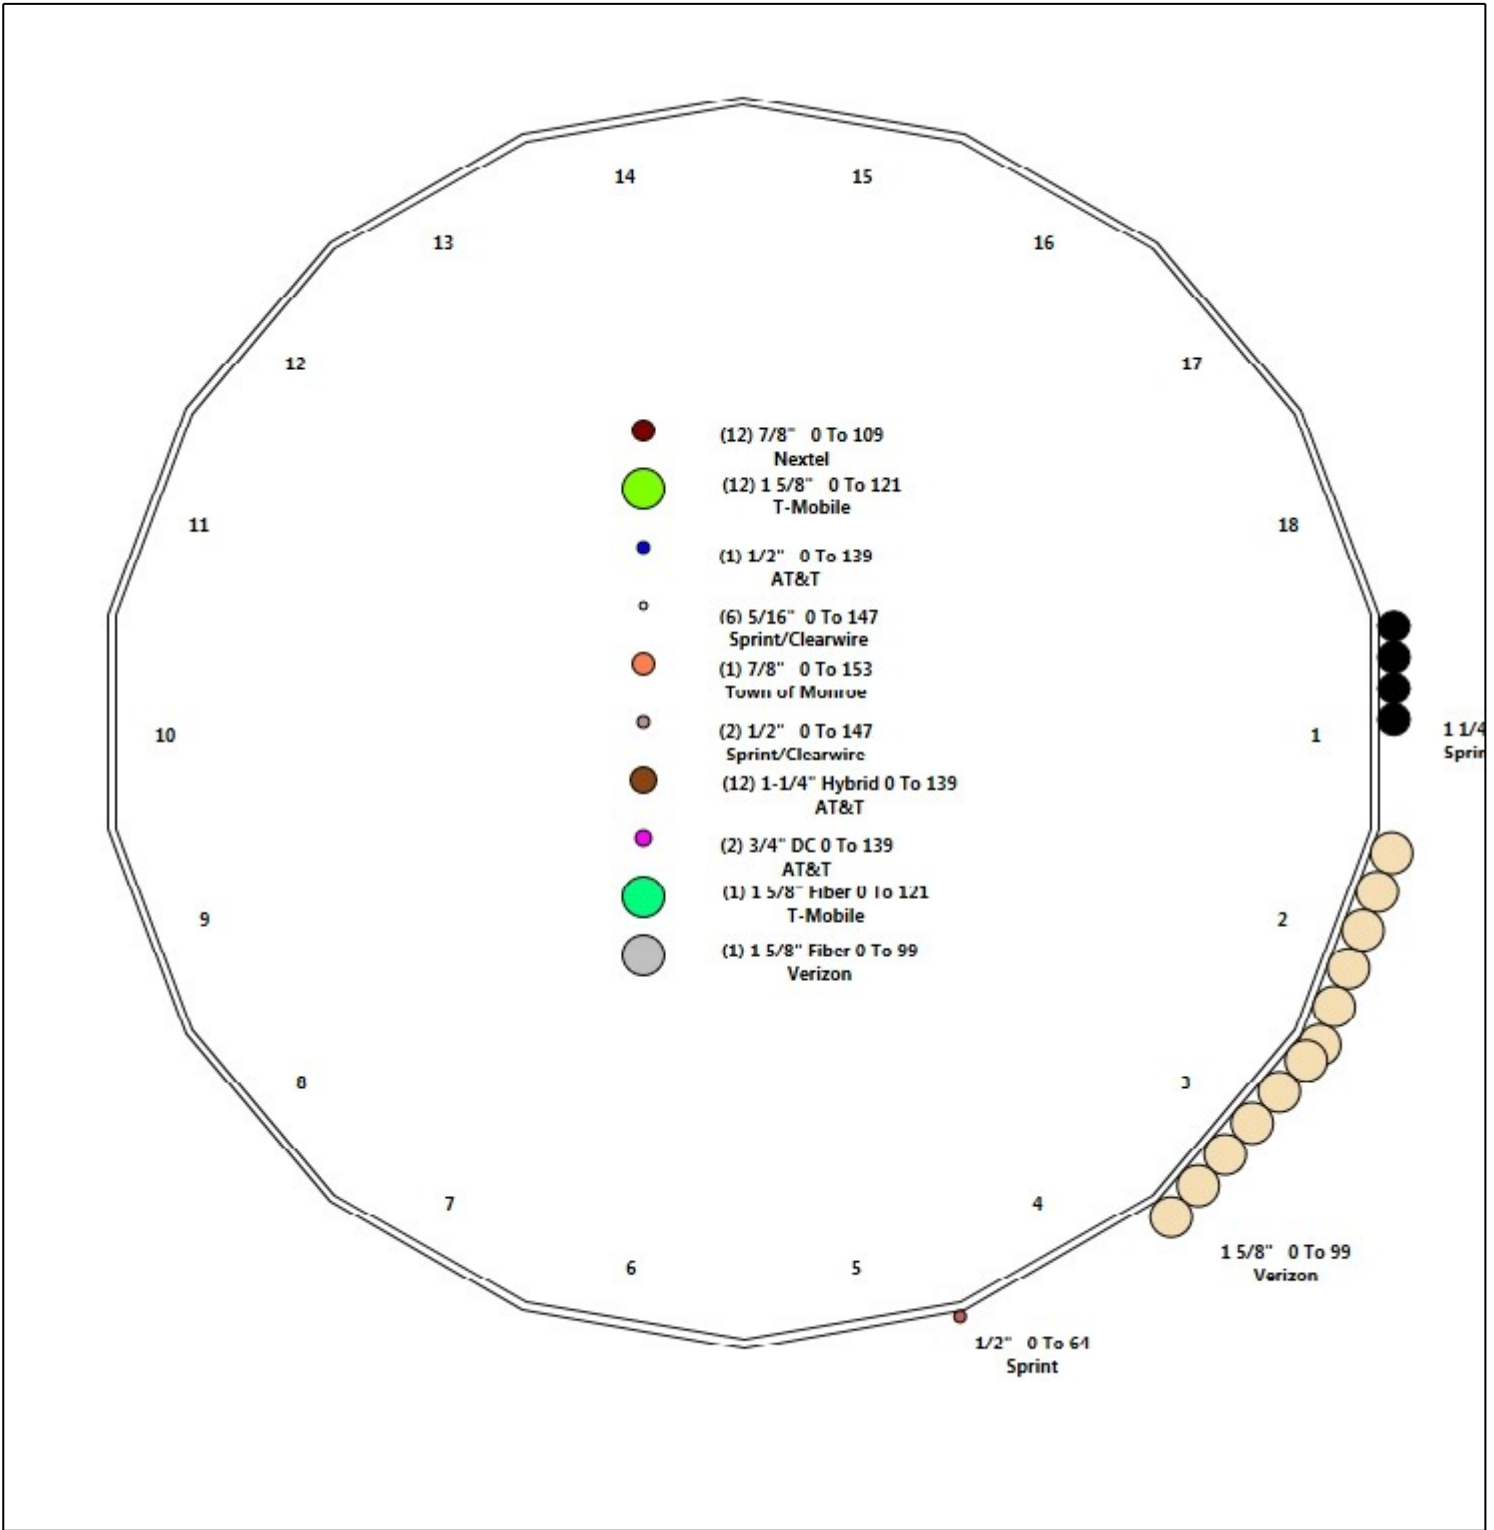 14
15
13
16
12
17
(12) 7/8" 0 To 109
Nextel
(12) 1 5/8" 0 To 121
T-Mobile
11
18
(1) 1/2" 0 To 139
AT&T
(6) 5/16" 0 To 147
Sprint/Clearwire
(1) 7/8" 0 To 153
Town of Monroe
10
1
(2) 1/2" 0 To 147
Sprint/Clearwire
1 1/4
Sprin
(12) 1-1/4" Hybrid 0 To 139
AT&T
(2) 3/4" DC 0 To 139
AT&T
(1) 1 5/8" Fiber 0 To 121
T-Mobile
9
2
(1) 1 5/8" Fiber 0 To 99
Verizon
8
3
7
4
6
5
1 5/8" 0 To 99
Verizon
1/2" 0 To 64
Sprint